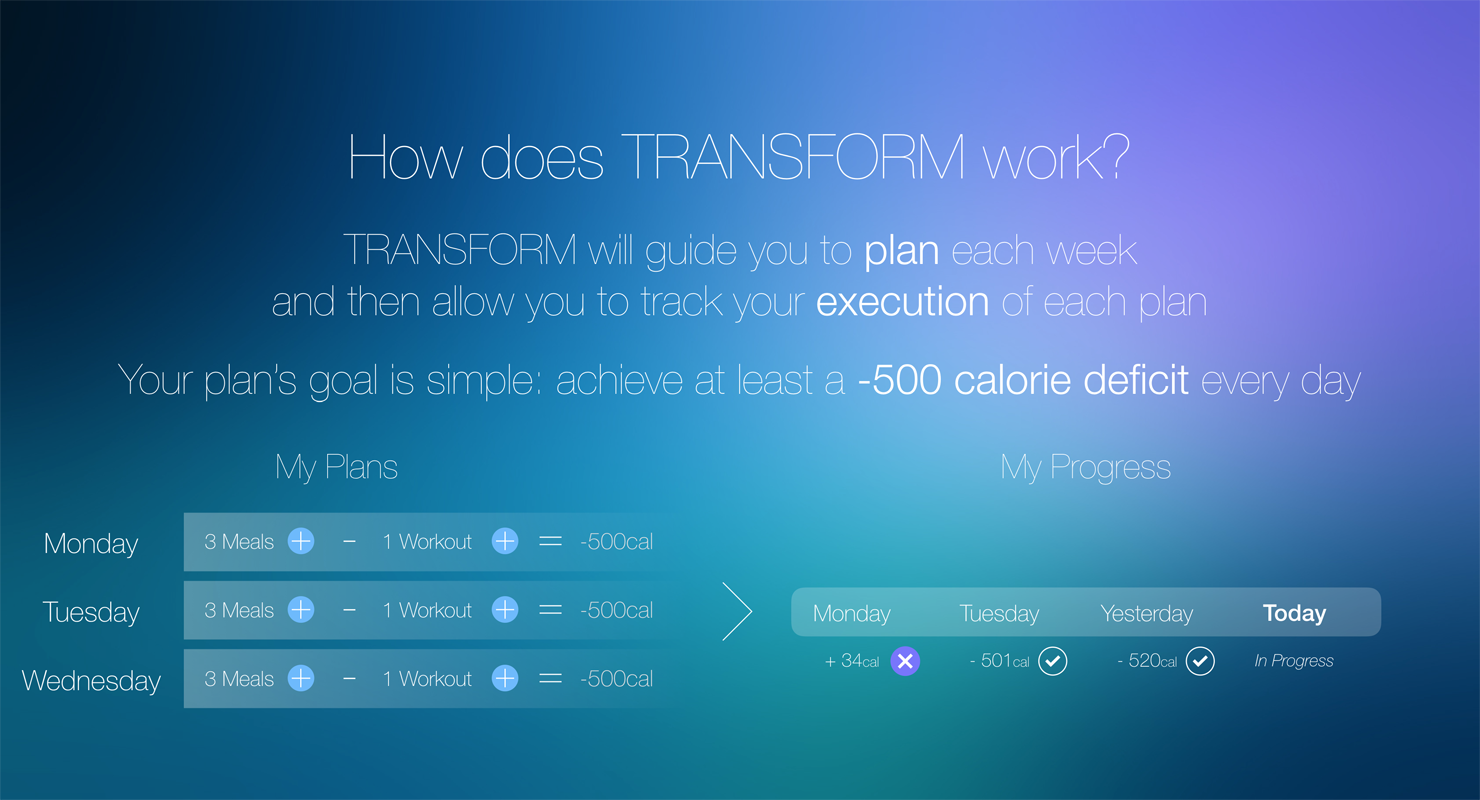 How does TRANSFORM work?
TRANSFORM will guide you to plan each week
and then allow you to track your execution of each plan
Your plan's goal is simple: achieve at least a -500 calorie deficit every day
My Plans
Monday 3 Meals + - 1 Workout + = -500cal
Tuesday 3 Meals + - 1 Workout + = -500cal
Wednesday 3 Meals + - 1 Workout + = -500cal
My Progress
Monday Tuesday Yesterday Today
+ 34cal - 501cal - 520cal In Progress